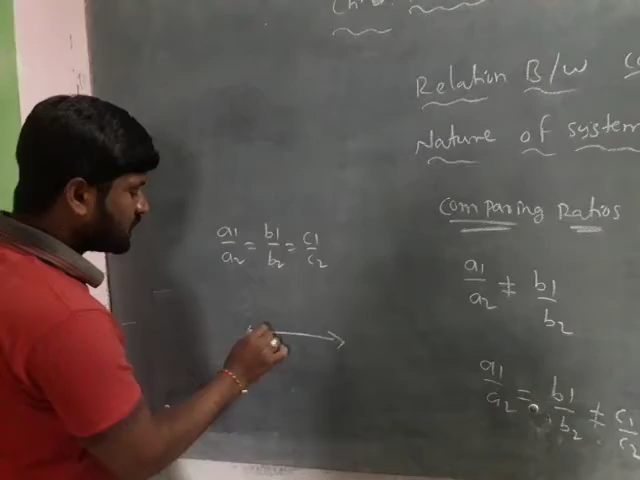 Relation B/W
Nature of system
Comparing Ratios
a1/a2 = b1/b2 = c1/c2
a1/a2 ≠ b1/b2
a1/a2 = b1/b2 ≠ c1/c2